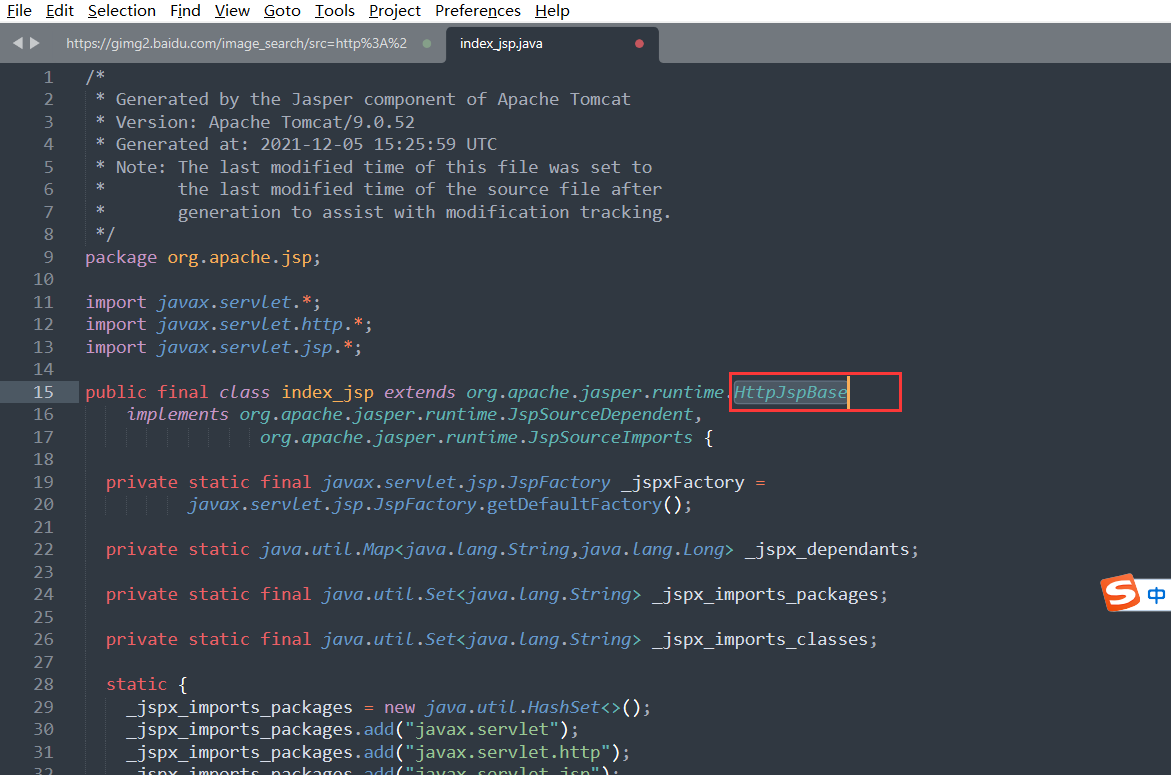 File Edit Selection Find View Goto Tools Project Preferences Help
https://gimg2.baidu.com/image_search/src=http%3A%2 index_jsp.java
1 /*
2  * Generated by the Jasper component of Apache Tomcat
3  * Version: Apache Tomcat/9.0.52
4  * Generated at: 2021-12-05 15:25:59 UTC
5  * Note: The last modified time of this file was set to
6  *       the last modified time of the source file after
7  *       generation to assist with modification tracking.
8  */
9 package org.apache.jsp;
10
11 import javax.servlet.*;
12 import javax.servlet.http.*;
13 import javax.servlet.jsp.*;
14
15 public final class index_jsp extends org.apache.jasper.runtime.HttpJspBase
16     implements org.apache.jasper.runtime.JspSourceDependent,
17                  org.apache.jasper.runtime.JspSourceImports {
18
19   private static final javax.servlet.jsp.JspFactory _jspxFactory =
20           javax.servlet.jsp.JspFactory.getDefaultFactory();
21
22   private static java.util.Map<java.lang.String,java.lang.Long> _jspx_dependants;
23
24   private static final java.util.Set<java.lang.String> _jspx_imports_packages;
25
26   private static final java.util.Set<java.lang.String> _jspx_imports_classes;
27
28   static {
29     _jspx_imports_packages = new java.util.HashSet<>();
30     _jspx_imports_packages.add("javax.servlet");
31     _jspx_imports_packages.add("javax.servlet.http");
32     _jspx_imports_packages.add("javax.servlet.jsp");
S 中